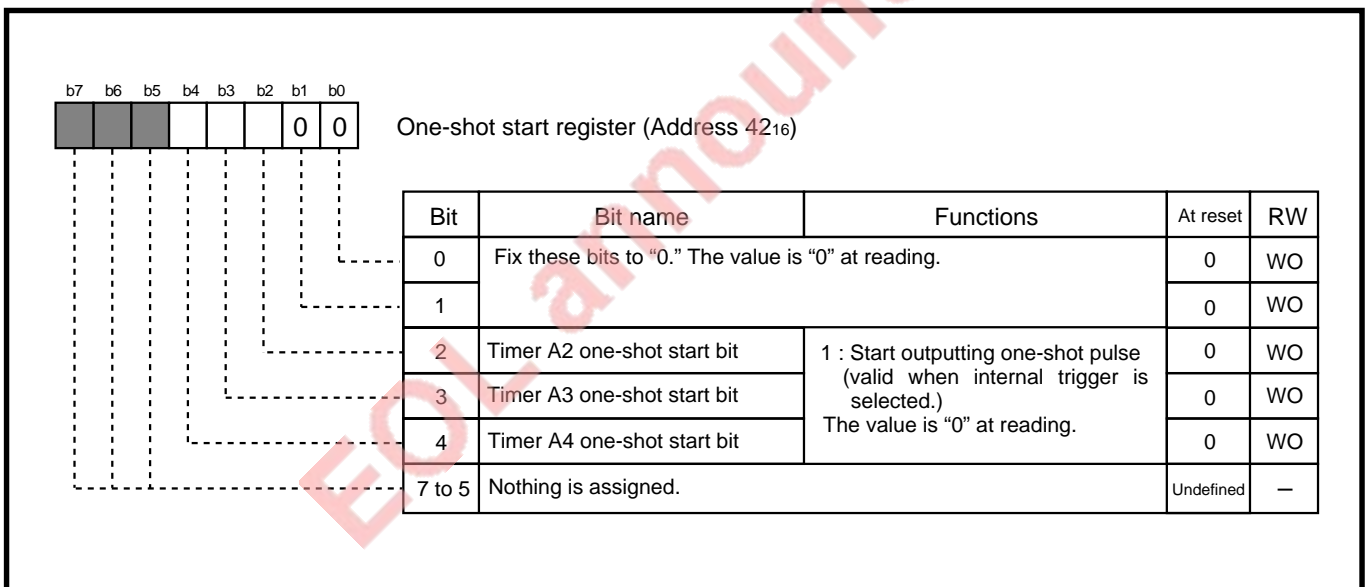 b7 b6 b5 b4 b3 b2 b1 b0
0 0
One-shot start register (Address 42₁₆)
Bit Bit name Functions At reset RW
0 Fix these bits to “0.” The value is “0” at reading. 0 WO
1 0 WO
2 Timer A2 one-shot start bit 1 : Start outputting one-shot pulse 0 WO
(valid when internal trigger is
3 Timer A3 one-shot start bit selected.) 0 WO
The value is “0” at reading.
4 Timer A4 one-shot start bit 0 WO
7 to 5 Nothing is assigned. Undefined –
EOL announ